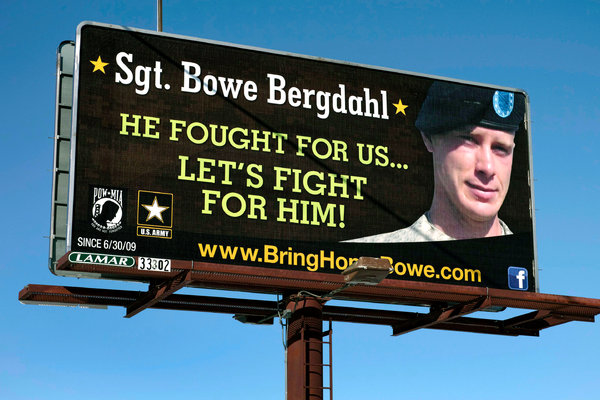 Sgt. Bowe Bergdahl
HE FOUGHT FOR US...
LET'S FIGHT
FOR HIM!
POW★MIA
U.S. ARMY
SINCE 6/30/09
www.BringHomeBowe.com
f
LAMAR 33802